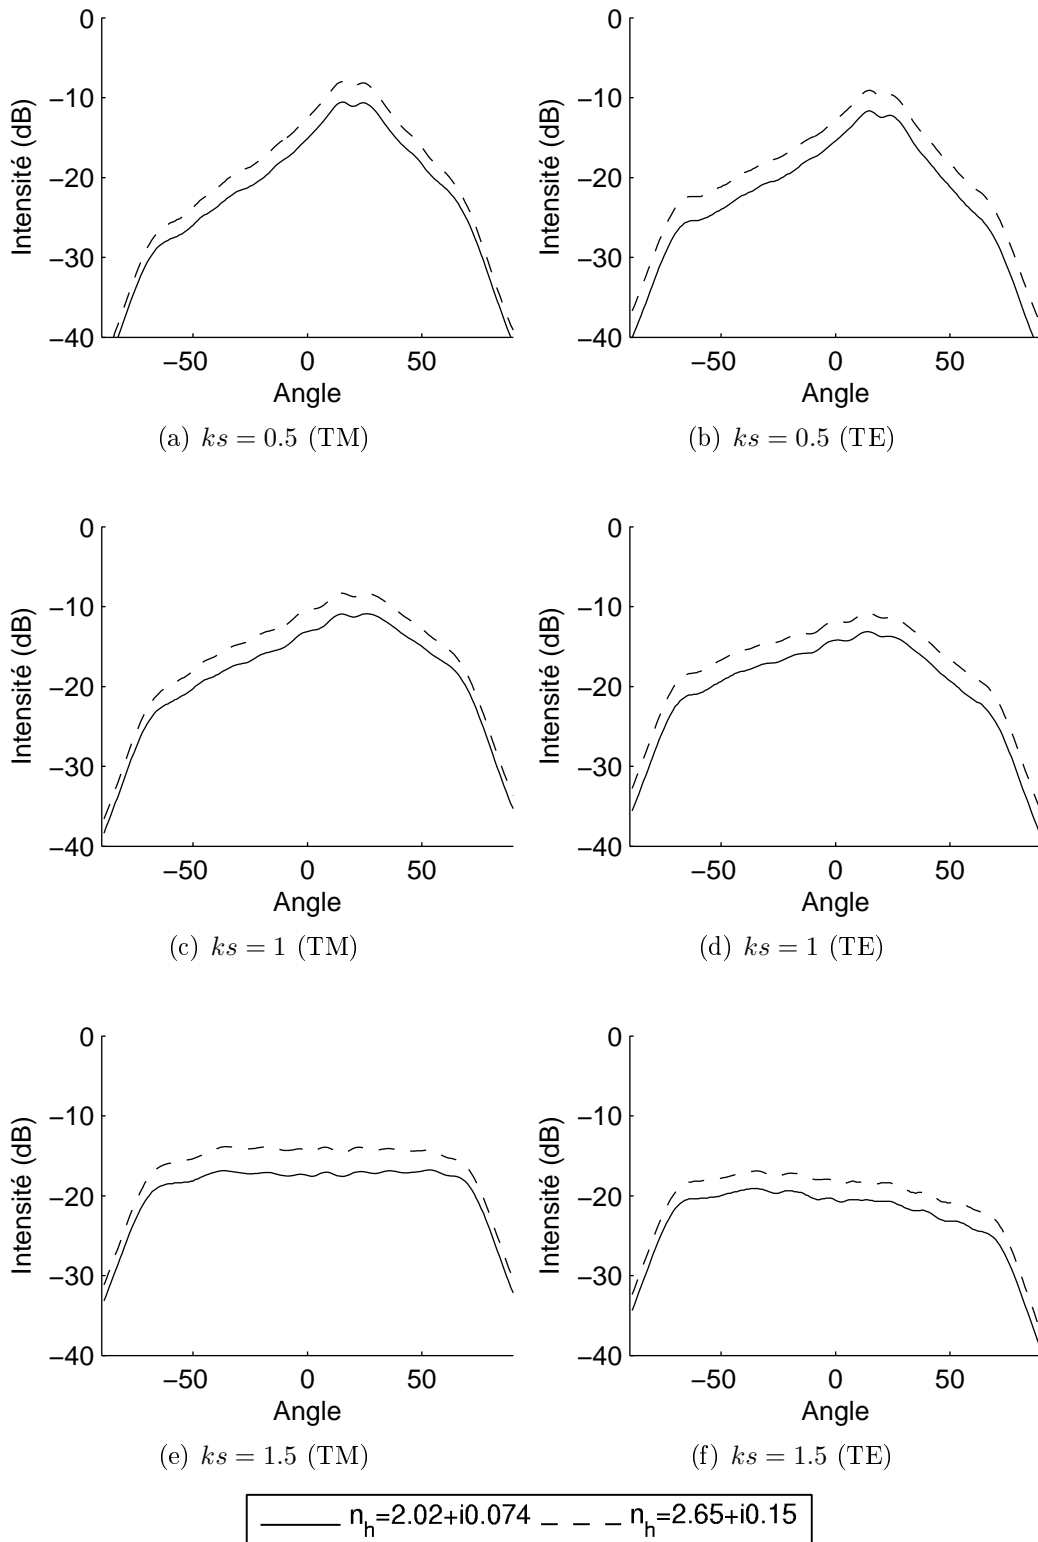 0
−10
−20
−30
−40
Intensité (dB)
−50 0 50
Angle
(a) ks = 0.5 (TM)
0
−10
−20
−30
−40
Intensité (dB)
−50 0 50
Angle
(b) ks = 0.5 (TE)
0
−10
−20
−30
−40
Intensité (dB)
−50 0 50
Angle
(c) ks = 1 (TM)
0
−10
−20
−30
−40
Intensité (dB)
−50 0 50
Angle
(d) ks = 1 (TE)
0
−10
−20
−30
−40
Intensité (dB)
−50 0 50
Angle
(e) ks = 1.5 (TM)
0
−10
−20
−30
−40
Intensité (dB)
−50 0 50
Angle
(f) ks = 1.5 (TE)
n_h=2.02+i0.074 n_h=2.65+i0.15